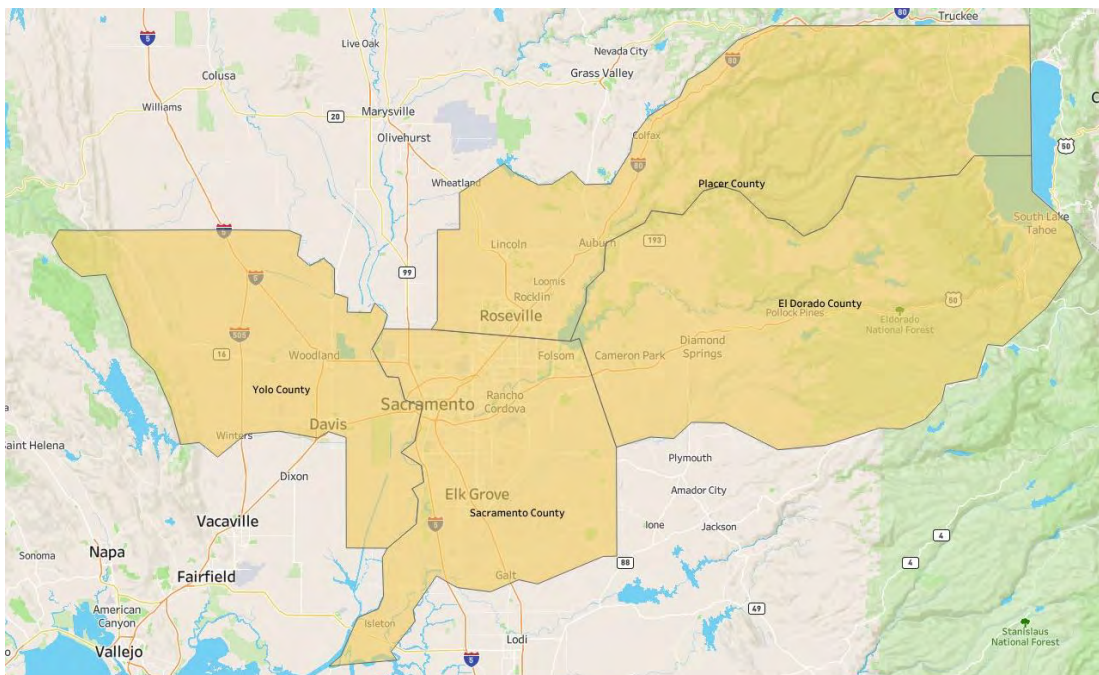 80
Truckee
5
Live Oak
Nevada City
Colusa
80
Grass Valley
Williams
Marysville
20
Colfax
Olivehurst
50
80
Wheatland
Placer County
South Lake
Tahoe
5
Lincoln
Auburn
193
99
5
Loomis
Rocklin
El Dorado County
50
Roseville
Pollock Pines
Eldorado
National Forest
505
16
Woodland
Folsom
Cameron Park
Diamond
Springs
Yolo County
Rancho
Cordova
Sacramento
Davis
Winters
Saint Helena
Plymouth
Dixon
Elk Grove
Amador City
Sacramento County
Vacaville
5
Ione
Jackson
4
Napa
Sonoma
88
4
Fairfield
Galt
49
American
Canyon
Isleton
Stanislaus
National Forest
Lodi
Vallejo
5